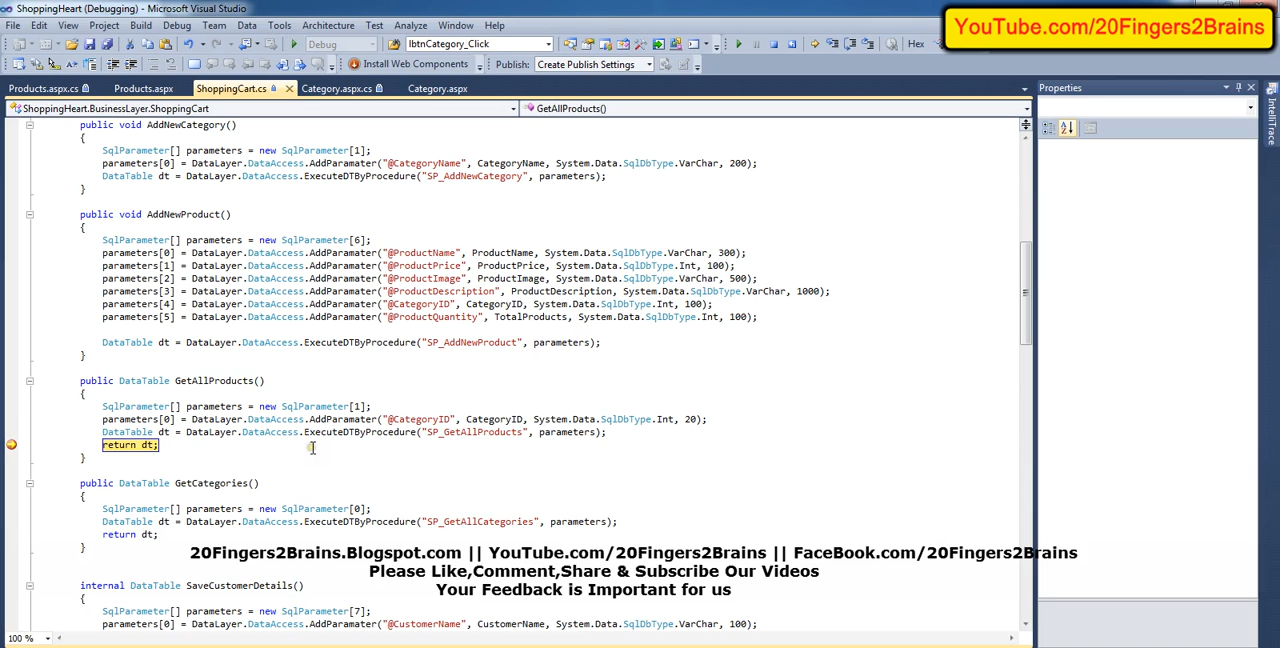 ShoppingHeart (Debugging) - Microsoft Visual Studio
YouTube.com/20Fingers2Brains
File Edit View Project Build Debug Team Data Tools Architecture Test Analyze Window Help
Debug lbtnCategory_Click Hex
Install Web Components Publish: Create Publish Settings
Products.aspx.cs Products.aspx ShoppingCart.cs Category.aspx.cs Category.aspx
Properties
IntelliTrace
ShoppingHeart.BusinessLayer.ShoppingCart GetAllProducts()
public void AddNewCategory()
{
SqlParameter[] parameters = new SqlParameter[1];
parameters[0] = DataLayer.DataAccess.AddParamater("@CategoryName", CategoryName, System.Data.SqlDbType.VarChar, 200);
DataTable dt = DataLayer.DataAccess.ExecuteDTByProcedure("SP_AddNewCategory", parameters);
}
public void AddNewProduct()
{
SqlParameter[] parameters = new SqlParameter[6];
parameters[0] = DataLayer.DataAccess.AddParamater("@ProductName", ProductName, System.Data.SqlDbType.VarChar, 300);
parameters[1] = DataLayer.DataAccess.AddParamater("@ProductPrice", ProductPrice, System.Data.SqlDbType.Int, 100);
parameters[2] = DataLayer.DataAccess.AddParamater("@ProductImage", ProductImage, System.Data.SqlDbType.VarChar, 500);
parameters[3] = DataLayer.DataAccess.AddParamater("@ProductDescription", ProductDescription, System.Data.SqlDbType.VarChar, 1000);
parameters[4] = DataLayer.DataAccess.AddParamater("@CategoryID", CategoryID, System.Data.SqlDbType.Int, 100);
parameters[5] = DataLayer.DataAccess.AddParamater("@ProductQuantity", TotalProducts, System.Data.SqlDbType.Int, 100);
DataTable dt = DataLayer.DataAccess.ExecuteDTByProcedure("SP_AddNewProduct", parameters);
}
public DataTable GetAllProducts()
{
SqlParameter[] parameters = new SqlParameter[1];
parameters[0] = DataLayer.DataAccess.AddParamater("@CategoryID", CategoryID, System.Data.SqlDbType.Int, 20);
DataTable dt = DataLayer.DataAccess.ExecuteDTByProcedure("SP_GetAllProducts", parameters);
return dt;
}
public DataTable GetCategories()
{
SqlParameter[] parameters = new SqlParameter[0];
DataTable dt = DataLayer.DataAccess.ExecuteDTByProcedure("SP_GetAllCategories", parameters);
return dt;
}
20Fingers2Brains.Blogspot.com || YouTube.com/20Fingers2Brains || FaceBook.com/20Fingers2Brains
Please Like,Comment,Share & Subscribe Our Videos
Your Feedback is Important for us
internal DataTable SaveCustomerDetails()
{
SqlParameter[] parameters = new SqlParameter[7];
parameters[0] = DataLayer.DataAccess.AddParamater("@CustomerName", CustomerName, System.Data.SqlDbType.VarChar, 100);
100 %